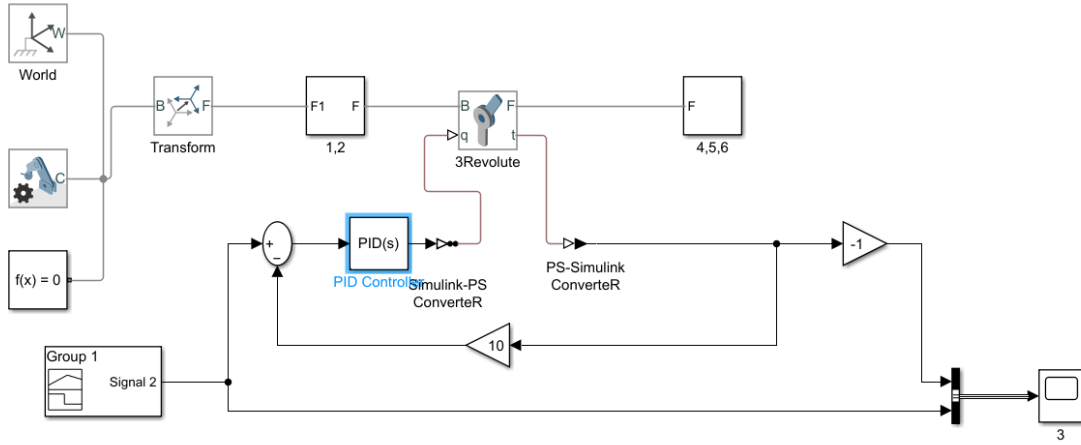 W
World
C
f(x) = 0
B F
Transform
F1 F
1,2
B F
q t
3Revolute
F
4,5,6
+
−
PID(s)
PID Controller
Simulink-PS
ConverteR
PS-Simulink
ConverteR
-1
10
Group 1
Signal 2
3